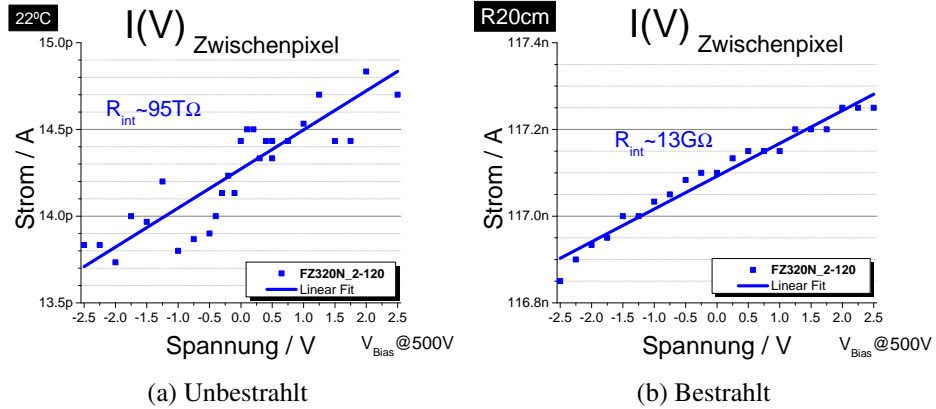 22ºC
I(V) Zwischenpixel
15.0p
14.5p
14.0p
13.5p
Strom / A
R_int~95TΩ
FZ320N_2-120
Linear Fit
-2.5 -2.0 -1.5 -1.0 -0.5 0.0 0.5 1.0 1.5 2.0 2.5
Spannung / V
V_Bias@500V
(a) Unbestrahlt
R20cm
I(V) Zwischenpixel
117.4n
117.2n
117.0n
116.8n
Strom / A
R_int~13GΩ
FZ320N_2-120
Linear Fit
-2.5 -2.0 -1.5 -1.0 -0.5 0.0 0.5 1.0 1.5 2.0 2.5
Spannung / V
V_Bias@500V
(b) Bestrahlt